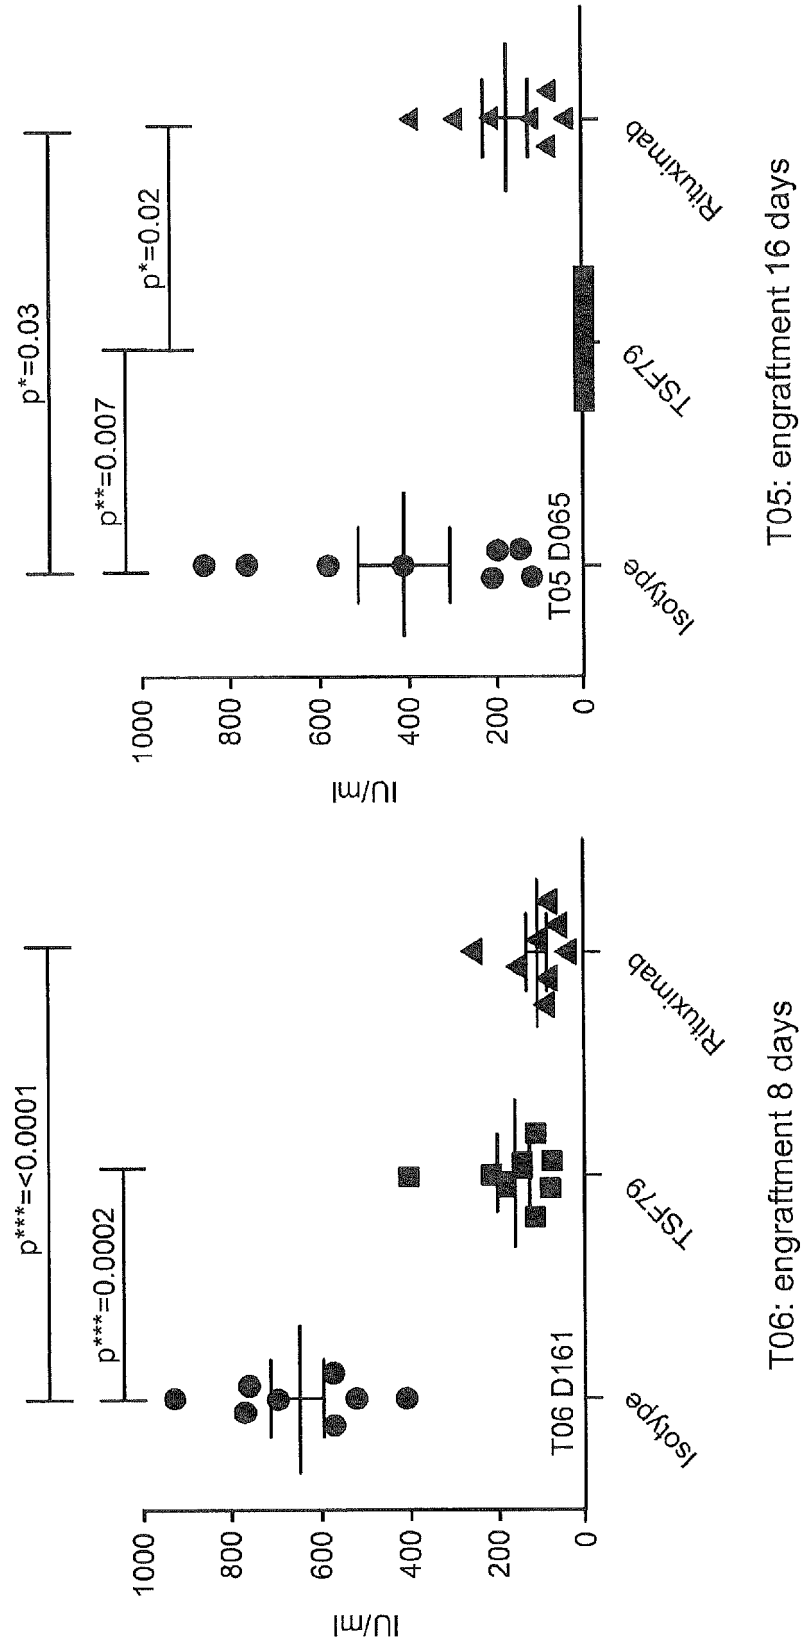 p***=<0.0001
p***=0.0002
1000
800
600
400
200
0
IU/ml
T06 D161
Isotype
TSF79
Rituximab
T06: engraftment 8 days
p*=0.03
p**=0.007
p*=0.02
1000
800
600
400
200
0
IU/ml
T05 D065
Isotype
TSF79
Rituximab
T05: engraftment 16 days